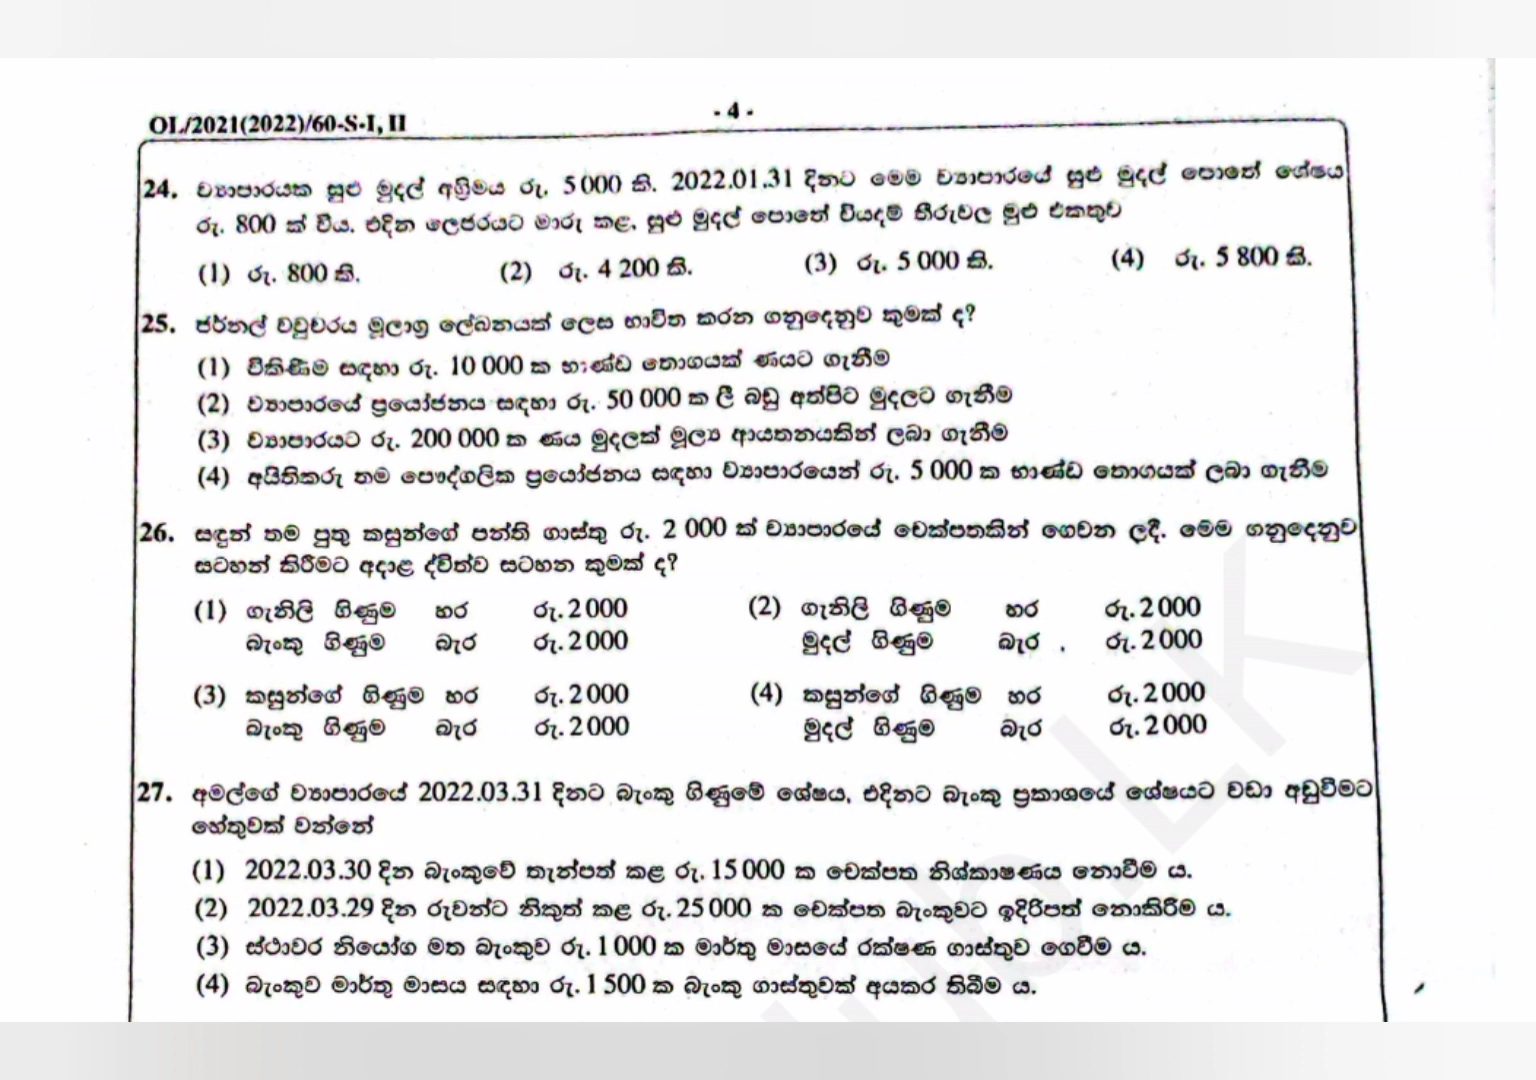 OL/2021(2022)/60-S-I, II
- 4 -
24. ව්‍යාපාරයක සුළු මුදල් අග්‍රිමය රු. 5 000 කි. 2022.01.31 දිනට මෙම ව්‍යාපාරයේ සුළු මුදල් පොතේ ශේෂය
රු. 800 ක් විය. එදින ලෙජරයට මාරු කළ, සුළු මුදල් පොතේ වියදම් තීරුවල මුළු එකතුව
(1) රු. 800 කි. (2) රු. 4 200 කි. (3) රු. 5 000 කි. (4) රු. 5 800 කි.
25. ජර්නල් වවුචරය මූලාශ්‍ර ලේඛනයක් ලෙස භාවිත කරන ගනුදෙනුව කුමක් ද?
(1) විකිණීම සඳහා රු. 10 000 ක භාණ්ඩ තොගයක් ණයට ගැනීම
(2) ව්‍යාපාරයේ ප්‍රයෝජනය සඳහා රු. 50 000 ක ලී බඩු අත්පිට මුදලට ගැනීම
(3) ව්‍යාපාරයට රු. 200 000 ක ණය මුදලක් මූල්‍ය ආයතනයකින් ලබා ගැනීම
(4) අයිතිකරු තම පෞද්ගලික ප්‍රයෝජනය සඳහා ව්‍යාපාරයෙන් රු. 5 000 ක භාණ්ඩ තොගයක් ලබා ගැනීම
26. සඳුන් තම පුතු කසුන්ගේ පන්ති ගාස්තු රු. 2 000 ක් ව්‍යාපාරයේ චෙක්පතකින් ගෙවන ලදී. මෙම ගනුදෙනුව
සටහන් කිරීමට අදාළ ද්විත්ව සටහන කුමක් ද?
(1) ගැනිලි ගිණුම හර රු. 2 000 (2) ගැනිලි ගිණුම හර රු. 2 000
බැංකු ගිණුම බැර රු. 2 000 මුදල් ගිණුම බැර රු. 2 000
(3) කසුන්ගේ ගිණුම හර රු. 2 000 (4) කසුන්ගේ ගිණුම හර රු. 2 000
බැංකු ගිණුම බැර රු. 2 000 මුදල් ගිණුම බැර රු. 2 000
27. අමල්ගේ ව්‍යාපාරයේ 2022.03.31 දිනට බැංකු ගිණුමේ ශේෂය, එදිනට බැංකු ප්‍රකාශයේ ශේෂයට වඩා අඩුවීමට
හේතුවක් වන්නේ
(1) 2022.03.30 දින බැංකුවේ තැන්පත් කළ රු. 15 000 ක චෙක්පත නිශ්කාෂණය නොවීම ය.
(2) 2022.03.29 දින රුවන්ට නිකුත් කළ රු. 25 000 ක චෙක්පත බැංකුවට ඉදිරිපත් නොකිරීම ය.
(3) ස්ථාවර නියෝග මත බැංකුව රු. 1 000 ක මාර්තු මාසයේ රක්ෂණ ගාස්තුව ගෙවීම ය.
(4) බැංකුව මාර්තු මාසය සඳහා රු. 1 500 ක බැංකු ගාස්තුවක් අයකර තිබීම ය.